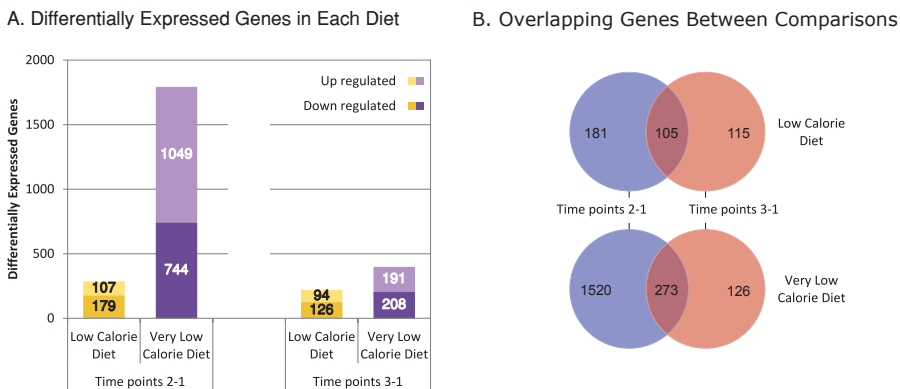 A. Differentially Expressed Genes in Each Diet
Differentially Expressed Genes
2000
1500
1000
500
0
Up regulated
Down regulated
107
179
1049
744
94
126
191
208
Low Calorie
Diet
Very Low
Calorie Diet
Low Calorie
Diet
Very Low
Calorie Diet
Time points 2-1
Time points 3-1
B. Overlapping Genes Between Comparisons
181
105
115
Low Calorie
Diet
Time points 2-1
Time points 3-1
1520
273
126
Very Low
Calorie Diet